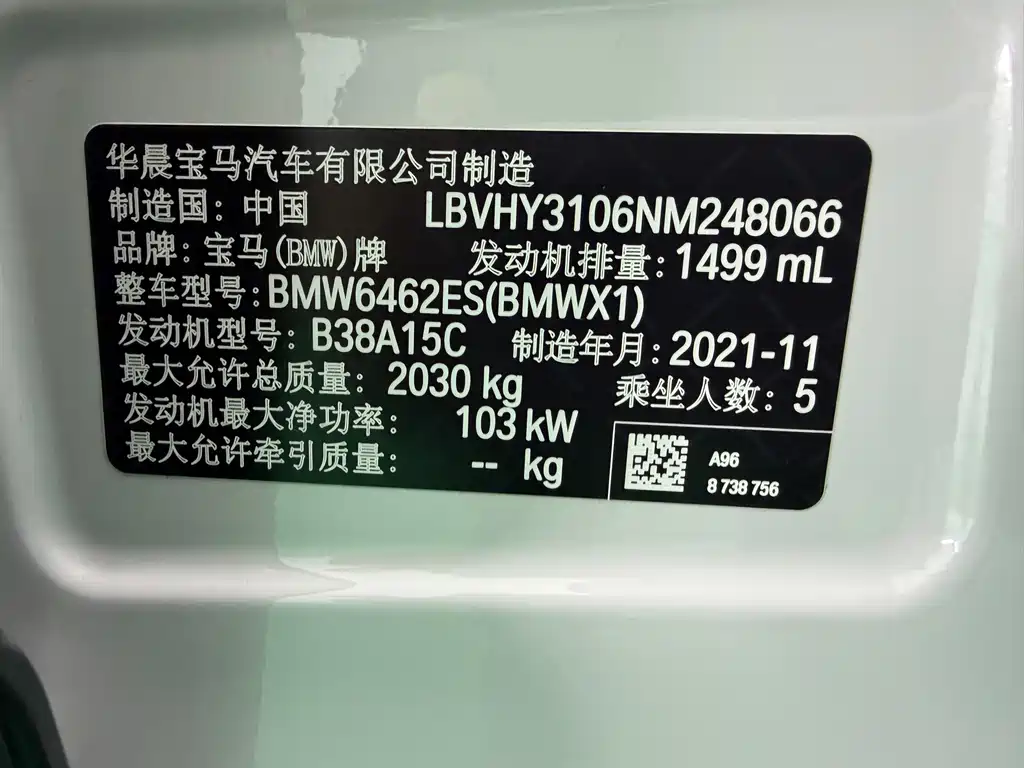 华晨宝马汽车有限公司制造
制造国：中国 LBVHY3106NM248066
品牌：宝马(BMW)牌 发动机排量：1499 mL
整车型号：BMW6462ES(BMWX1)
发动机型号：B38A15C 制造年月：2021-11
最大允许总质量：2030 kg 乘坐人数：5
发动机最大净功率：103 kW
最大允许牵引质量：-- kg
A96
8 738 756